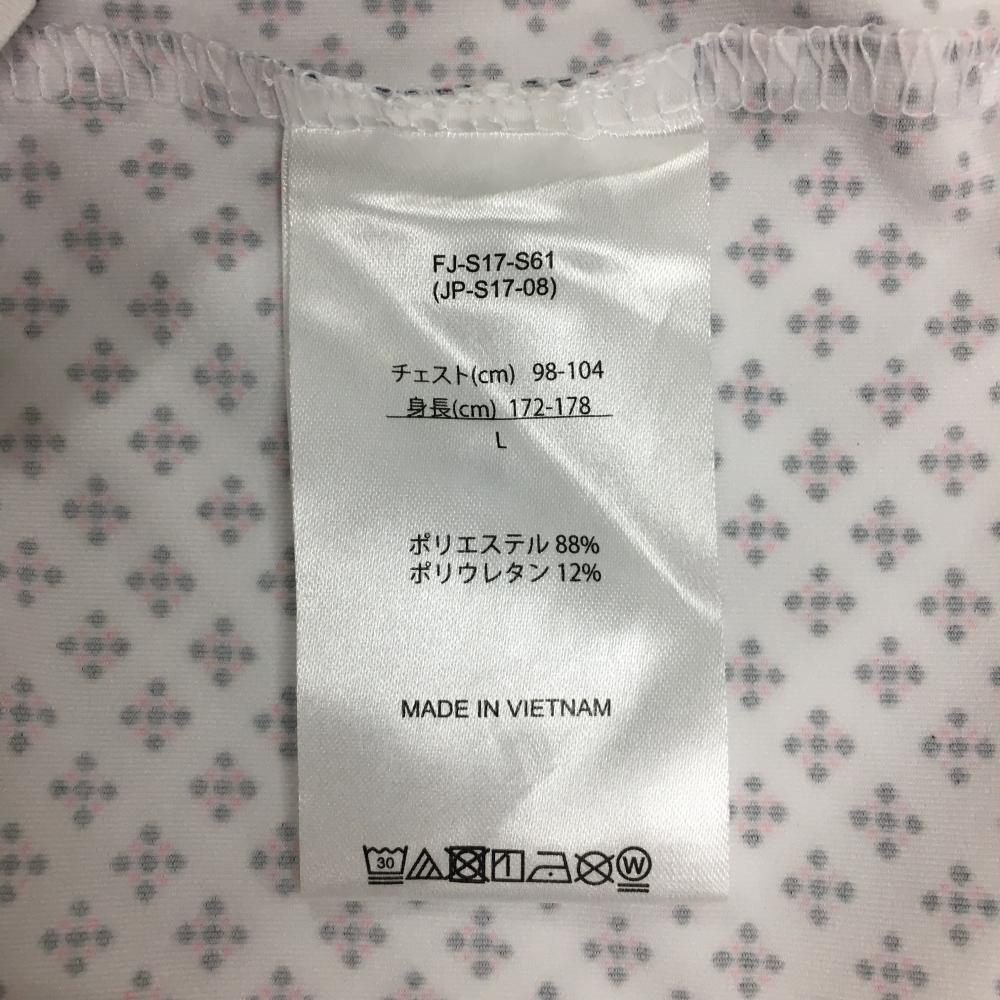 FJ-S17-S61
(JP-S17-08)
チェスト(cm) 98-104
身長(cm) 172-178
L
ポリエステル 88%
ポリウレタン 12%
MADE IN VIETNAM
30 W